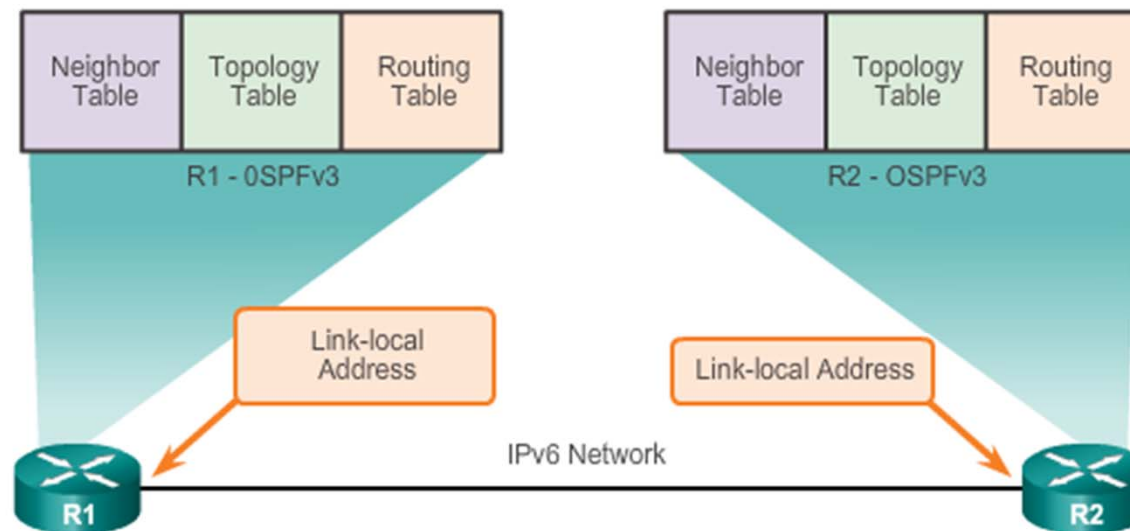 Neighbor
Table
Topology
Table
Routing
Table
R1 - 0SPFv3
Neighbor
Table
Topology
Table
Routing
Table
R2 - OSPFv3
Link-local
Address
Link-local Address
IPv6 Network
R1
R2